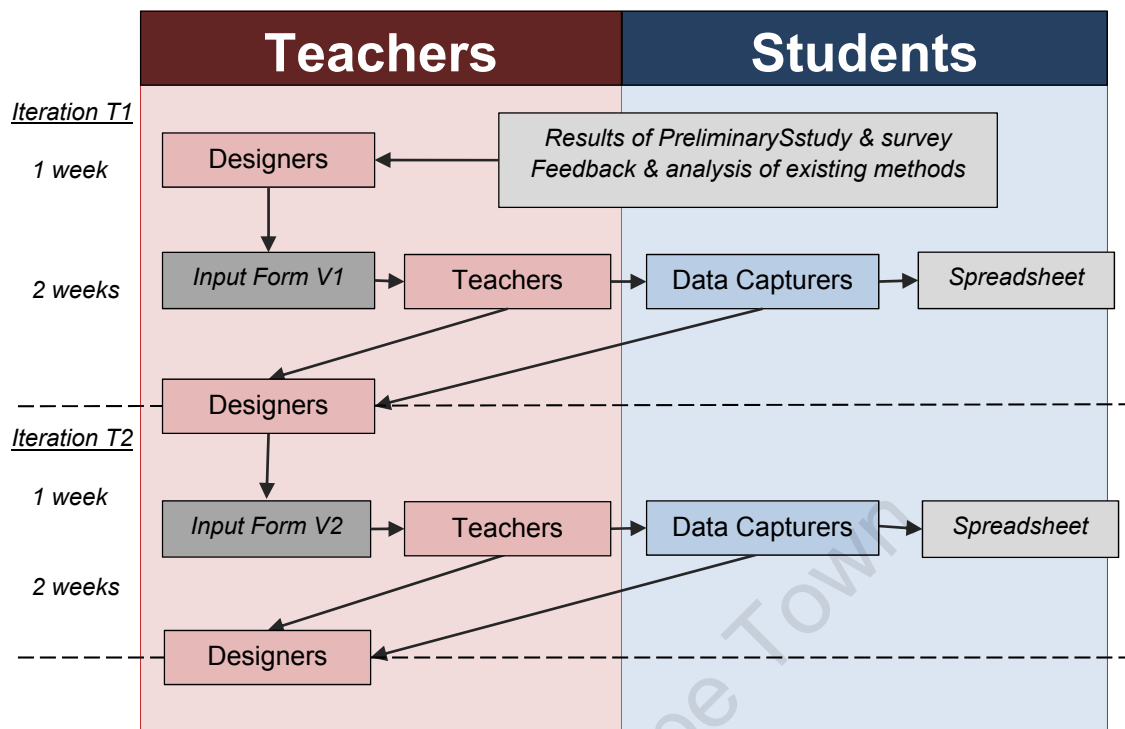 Teachers Students
Iteration T1
Results of PreliminarySstudy & survey
Feedback & analysis of existing methods
Designers
1 week
Input Form V1 Teachers Data Capturers Spreadsheet
2 weeks
Designers
Iteration T2
1 week
Input Form V2 Teachers Data Capturers Spreadsheet
2 weeks
Designers
Town